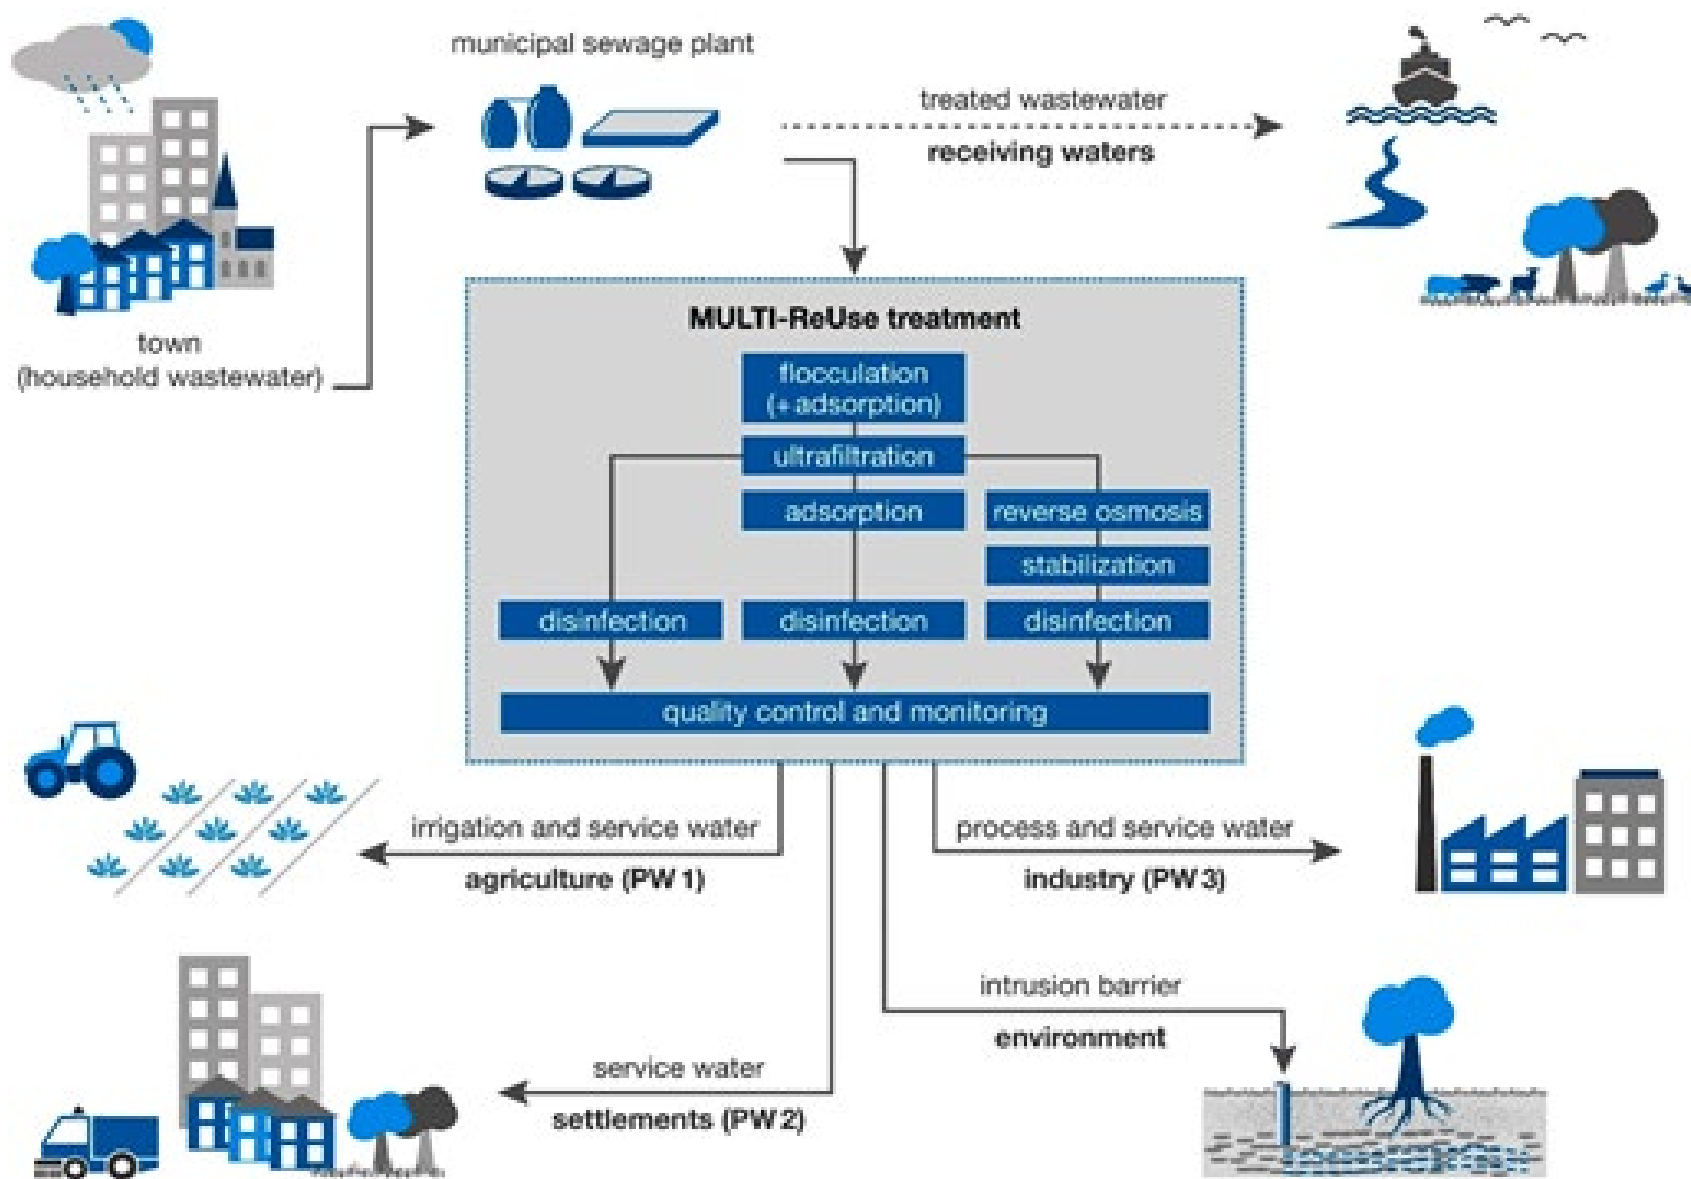 municipal sewage plant
treated wastewater
receiving waters
town
(household wastewater)
MULTI-ReUse treatment
flocculation
(+ adsorption)
ultrafiltration
adsorption
reverse osmosis
stabilization
disinfection
disinfection
disinfection
quality control and monitoring
irrigation and service water
agriculture (PW 1)
process and service water
industry (PW 3)
intrusion barrier
environment
service water
settlements (PW 2)